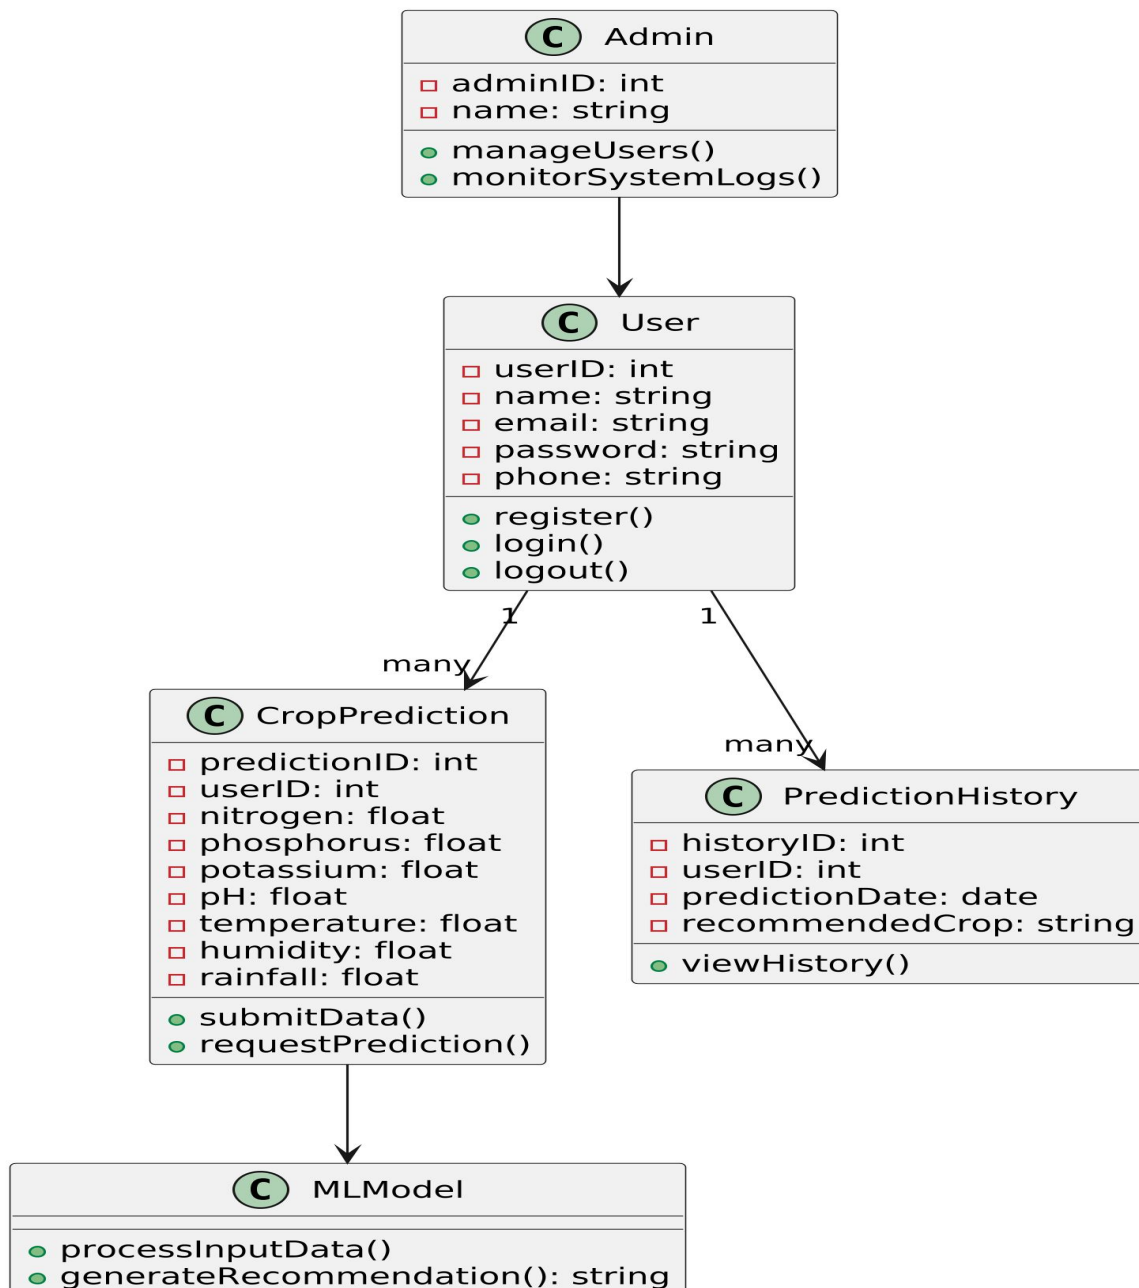 C Admin
adminID: int
name: string
manageUsers()
monitorSystemLogs()
C User
userID: int
name: string
email: string
password: string
phone: string
register()
login()
logout()
1
1
many
many
C CropPrediction
predictionID: int
userID: int
nitrogen: float
phosphorus: float
potassium: float
pH: float
temperature: float
humidity: float
rainfall: float
submitData()
requestPrediction()
C PredictionHistory
historyID: int
userID: int
predictionDate: date
recommendedCrop: string
viewHistory()
C MLModel
processInputData()
generateRecommendation(): string